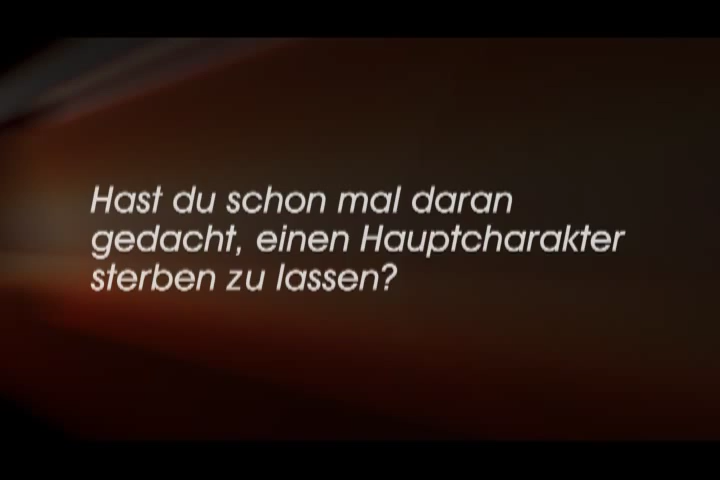 Hast du schon mal daran
gedacht, einen Hauptcharakter
sterben zu lassen?